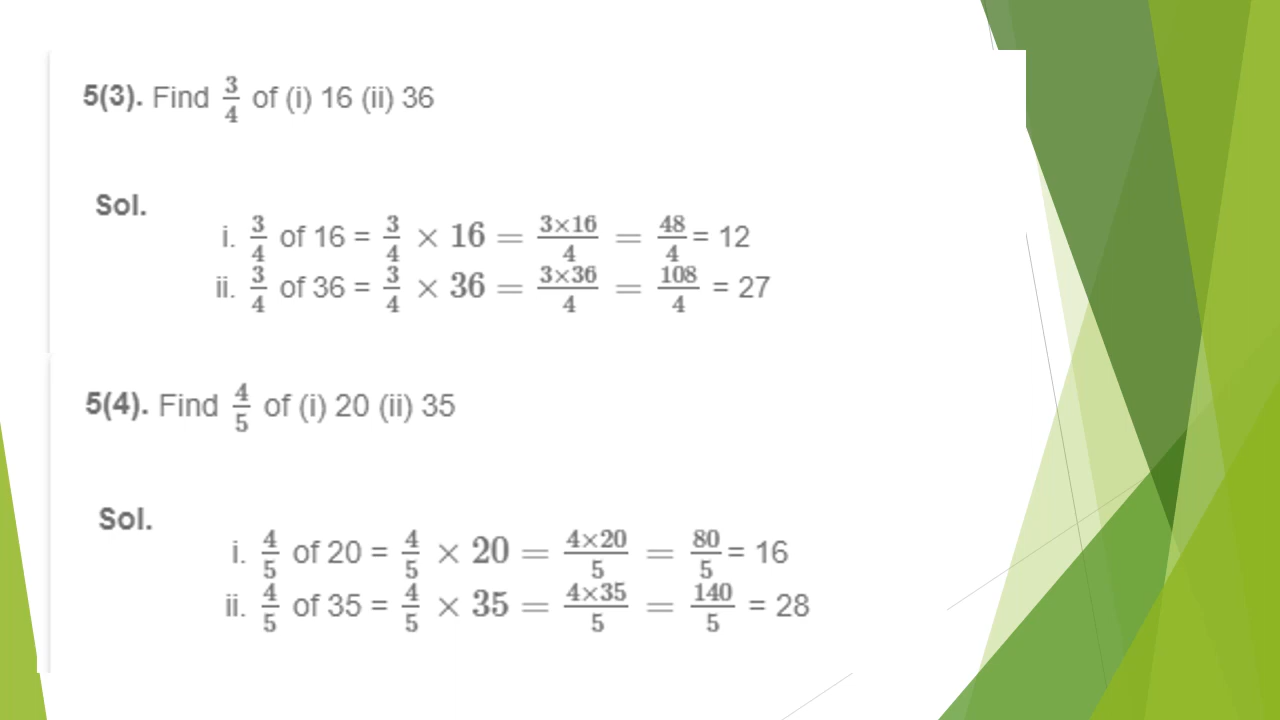 5(3). Find 3/4 of (i) 16 (ii) 36
Sol.
i. 3/4 of 16 = 3/4 × 16 = 3×16/4 = 48/4 = 12
ii. 3/4 of 36 = 3/4 × 36 = 3×36/4 = 108/4 = 27
5(4). Find 4/5 of (i) 20 (ii) 35
Sol.
i. 4/5 of 20 = 4/5 × 20 = 4×20/5 = 80/5 = 16
ii. 4/5 of 35 = 4/5 × 35 = 4×35/5 = 140/5 = 28